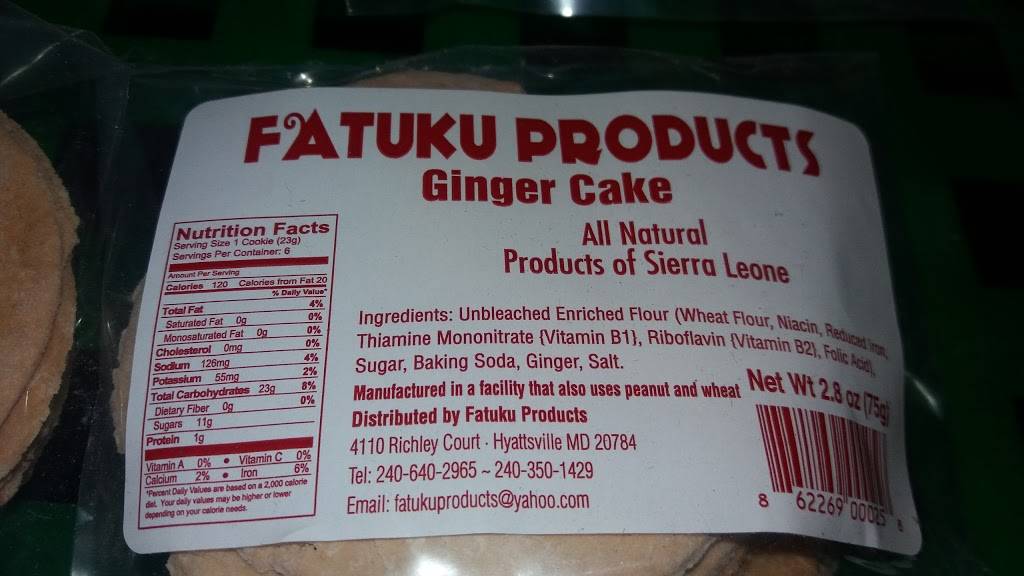 FATUKU PRODUCTS
Ginger Cake
All Natural
Products of Sierra Leone
Nutrition Facts
Serving Size 1 Cookie (23g)
Servings Per Container: 6
Amount Per Serving
Calories 120 Calories from Fat 20
% Daily Value*
Total Fat 4%
Saturated Fat 0g 0%
Monosaturated Fat 0g 0%
Cholesterol 0mg 0%
Sodium 126mg 4%
Potassium 55mg 2%
Total Carbohydrates 23g 8%
Dietary Fiber 0g 0%
Sugars 11g
Protein 1g
Vitamin A 0% • Vitamin C 0%
Calcium 2% • Iron 6%
*Percent Daily Values are based on a 2,000 calorie
diet. Your daily values may be higher or lower
depending on your calorie needs.
Ingredients: Unbleached Enriched Flour (Wheat Flour, Niacin, Reduced Iron,
Thiamine Mononitrate {Vitamin B1}, Riboflavin {Vitamin B2}, Folic Acid),
Sugar, Baking Soda, Ginger, Salt.
Manufactured in a facility that also uses peanut and wheat
Distributed by Fatuku Products
4110 Richley Court · Hyattsville MD 20784
Tel: 240-640-2965 ~ 240-350-1429
Email: fatukuproducts@yahoo.com
Net Wt 2.8 oz (75g)
8 62269 00025 8